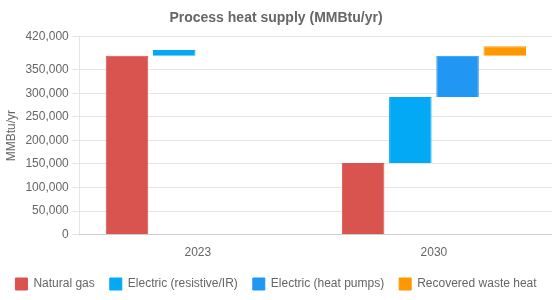 Process heat supply (MMBtu/yr)
420,000
350,000
300,000
250,000
200,000
150,000
100,000
50,000
0
MMBtu/yr
2023
2030
Natural gas
Electric (resistive/IR)
Electric (heat pumps)
Recovered waste heat